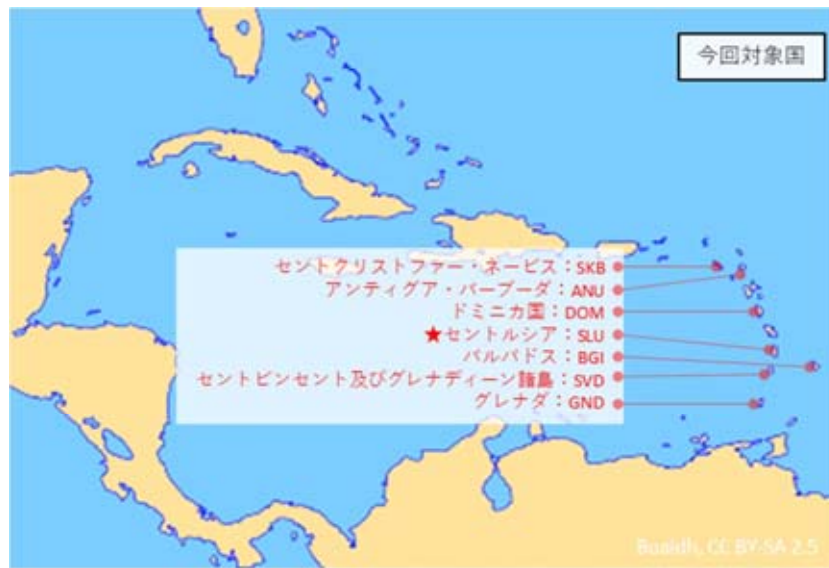 今回対象国
セントクリストファー・ネービス：SKB
アンティグア・バーブーダ：ANU
ドミニカ国：DOM
★セントルシア：SLU
バルバドス：BGI
セントビンセント及びグレナディーン諸島：SVD
グレナダ：GND
Bualdh, CC BY-SA 2.5